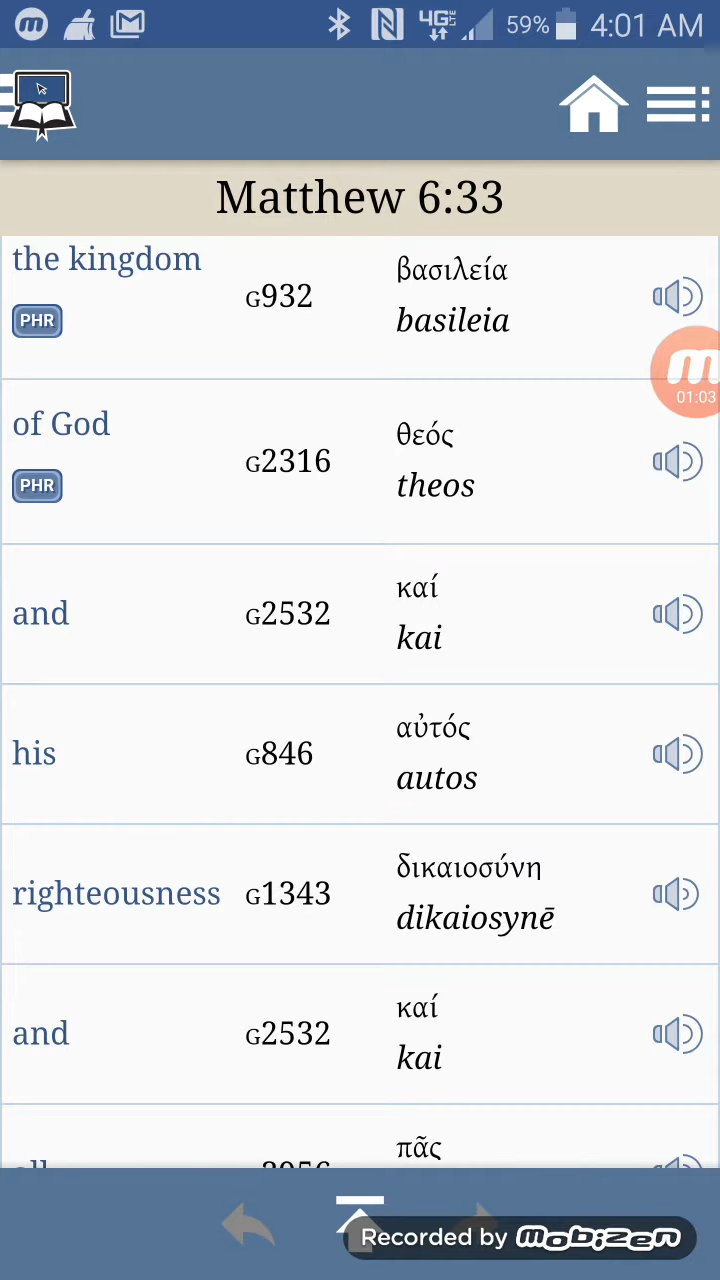 59% 4:01 AM
Matthew 6:33
the kingdom
PHR
G932
βασιλεία
basileia
01:03
of God
PHR
G2316
θεός
theos
and
G2532
καί
kai
his
G846
αὐτός
autos
righteousness
G1343
δικαιοσύνη
dikaiosynē
and
G2532
καί
kai
πᾶς
Recorded by mobizen